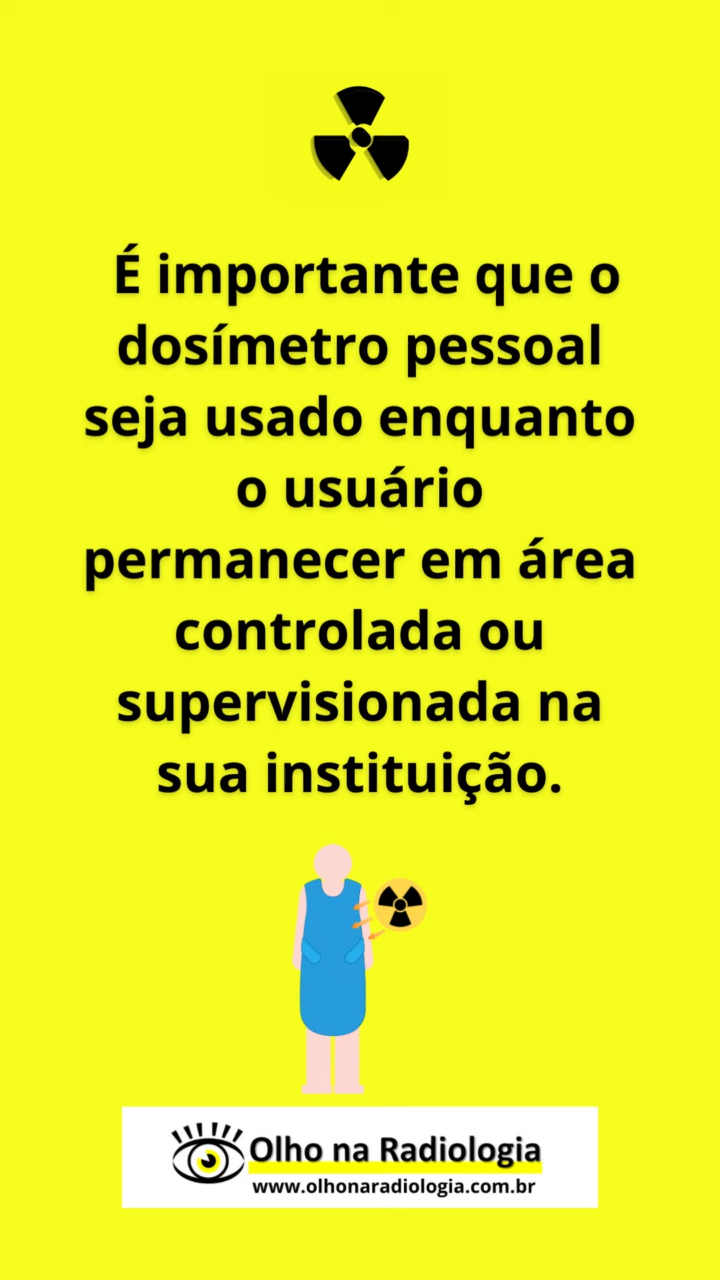 É importante que o
dosímetro pessoal
seja usado enquanto
o usuário
permanecer em área
controlada ou
supervisionada na
sua instituição.
Olho na Radiologia
www.olhonaradiologia.com.br